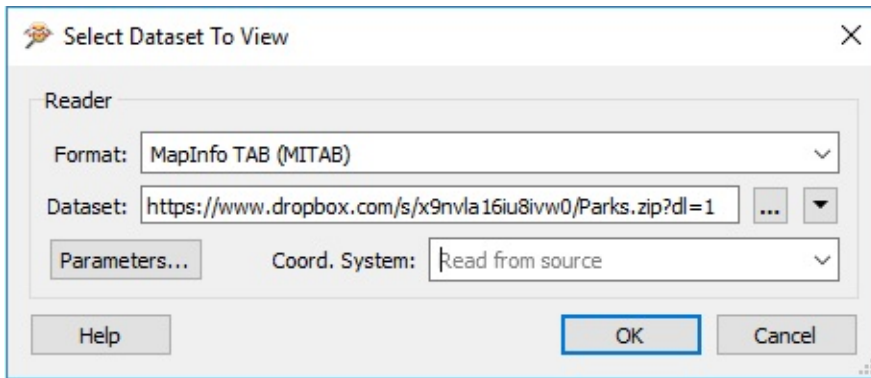 Select Dataset To View
Reader
Format: MapInfo TAB (MITAB)
Dataset: https://www.dropbox.com/s/x9nvla16iu8ivw0/Parks.zip?dl=1 ...
Parameters... Coord. System: Read from source
Help OK Cancel